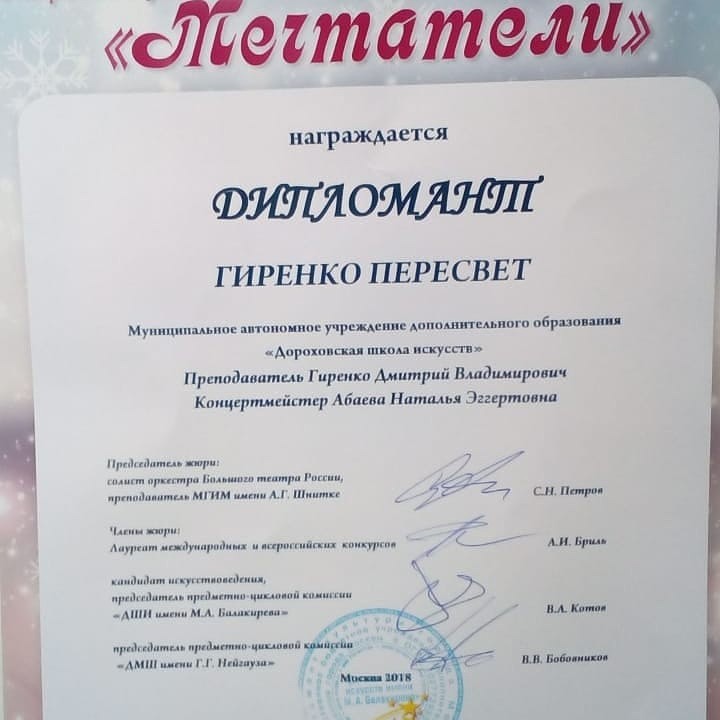 «Мечтатели»
награждается
ДИПЛОМАНТ
ГИРЕНКО ПЕРЕСВЕТ
Муниципальное автономное учреждение дополнительного образования
«Дороховская школа искусств»
Преподаватель Гиренко Дмитрий Владимирович
Концертмейстер Абаева Наталья Эггертовна
Председатель жюри:
солист оркестра Большого театра России,
преподаватель МГИМ имени А.Г. Шнитке
С.Н. Петров
Члены жюри:
Лауреат международных и всероссийских конкурсов
А.И. Бриль
кандидат искусствоведения,
председатель предметно-цикловой комиссии
«ДШИ имени М.А. Балакирева»
В.А. Котов
председатель предметно-цикловой комиссии
«ДМШ имени Г.Г. Нейгауза»
В.В. Бобовников
Москва 2018
искусств имени
М.А. Балакирева